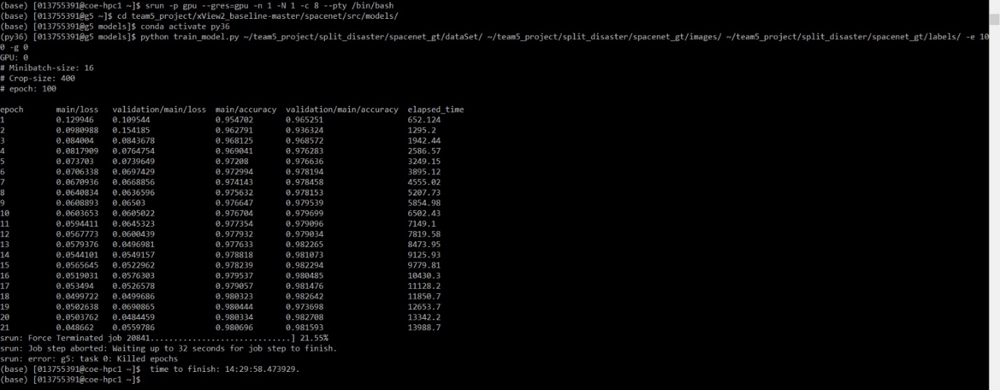 (base) [013755391@coe-hpc1 ~]$ srun -p gpu --gres=gpu -n 1 -N 1 -c 8 --pty /bin/bash
(base) [013755391@g5 ~]$ cd team5_project/xView2_baseline-master/spacenet/src/models/
(base) [013755391@g5 models]$ conda activate py36
(py36) [013755391@g5 models]$ python train_model.py ~/team5_project/split_disaster/spacenet_gt/dataSet/ ~/team5_project/split_disaster/spacenet_gt/images/ ~/team5_project/split_disaster/spacenet_gt/labels/ -e 10
0 -g 0
GPU: 0
# Minibatch-size: 16
# Crop-size: 400
# epoch: 100
epoch main/loss validation/main/loss main/accuracy validation/main/accuracy elapsed_time
1 0.129946 0.109544 0.954702 0.965251 652.124
2 0.0980988 0.154185 0.962791 0.936324 1295.2
3 0.084004 0.0843678 0.968125 0.968572 1942.44
4 0.0817909 0.0764754 0.969041 0.976283 2586.57
5 0.073703 0.0739649 0.97208 0.976636 3249.15
6 0.0706338 0.0697429 0.972994 0.978194 3895.12
7 0.0670936 0.0668856 0.974143 0.978458 4555.02
8 0.0640834 0.0636596 0.975632 0.978153 5207.73
9 0.0608893 0.06503 0.976647 0.979539 5854.98
10 0.0603653 0.0605022 0.976704 0.979699 6502.43
11 0.0594411 0.0645323 0.977354 0.979096 7149.1
12 0.0567773 0.0600439 0.977932 0.979034 7819.58
13 0.0579376 0.0496981 0.977633 0.982265 8473.95
14 0.0544101 0.0549157 0.978818 0.981073 9125.93
15 0.0565645 0.0522962 0.978239 0.982294 9779.81
16 0.0519031 0.0576303 0.979537 0.980485 10430.3
17 0.053494 0.0526578 0.979057 0.981476 11128.2
18 0.0499722 0.0499686 0.980323 0.982642 11850.7
19 0.0502638 0.0690865 0.980444 0.973698 12653.7
20 0.0503762 0.0484459 0.980334 0.982708 13342.2
21 0.048662 0.0559786 0.980696 0.981593 13988.7
srun: Force Terminated job 20841..............................] 21.55%
srun: Job step aborted: Waiting up to 32 seconds for job step to finish.
srun: error: g5: task 0: Killed epochs
(base) [013755391@coe-hpc1 ~]$  time to finish: 14:29:58.473929.
(base) [013755391@coe-hpc1 ~]$